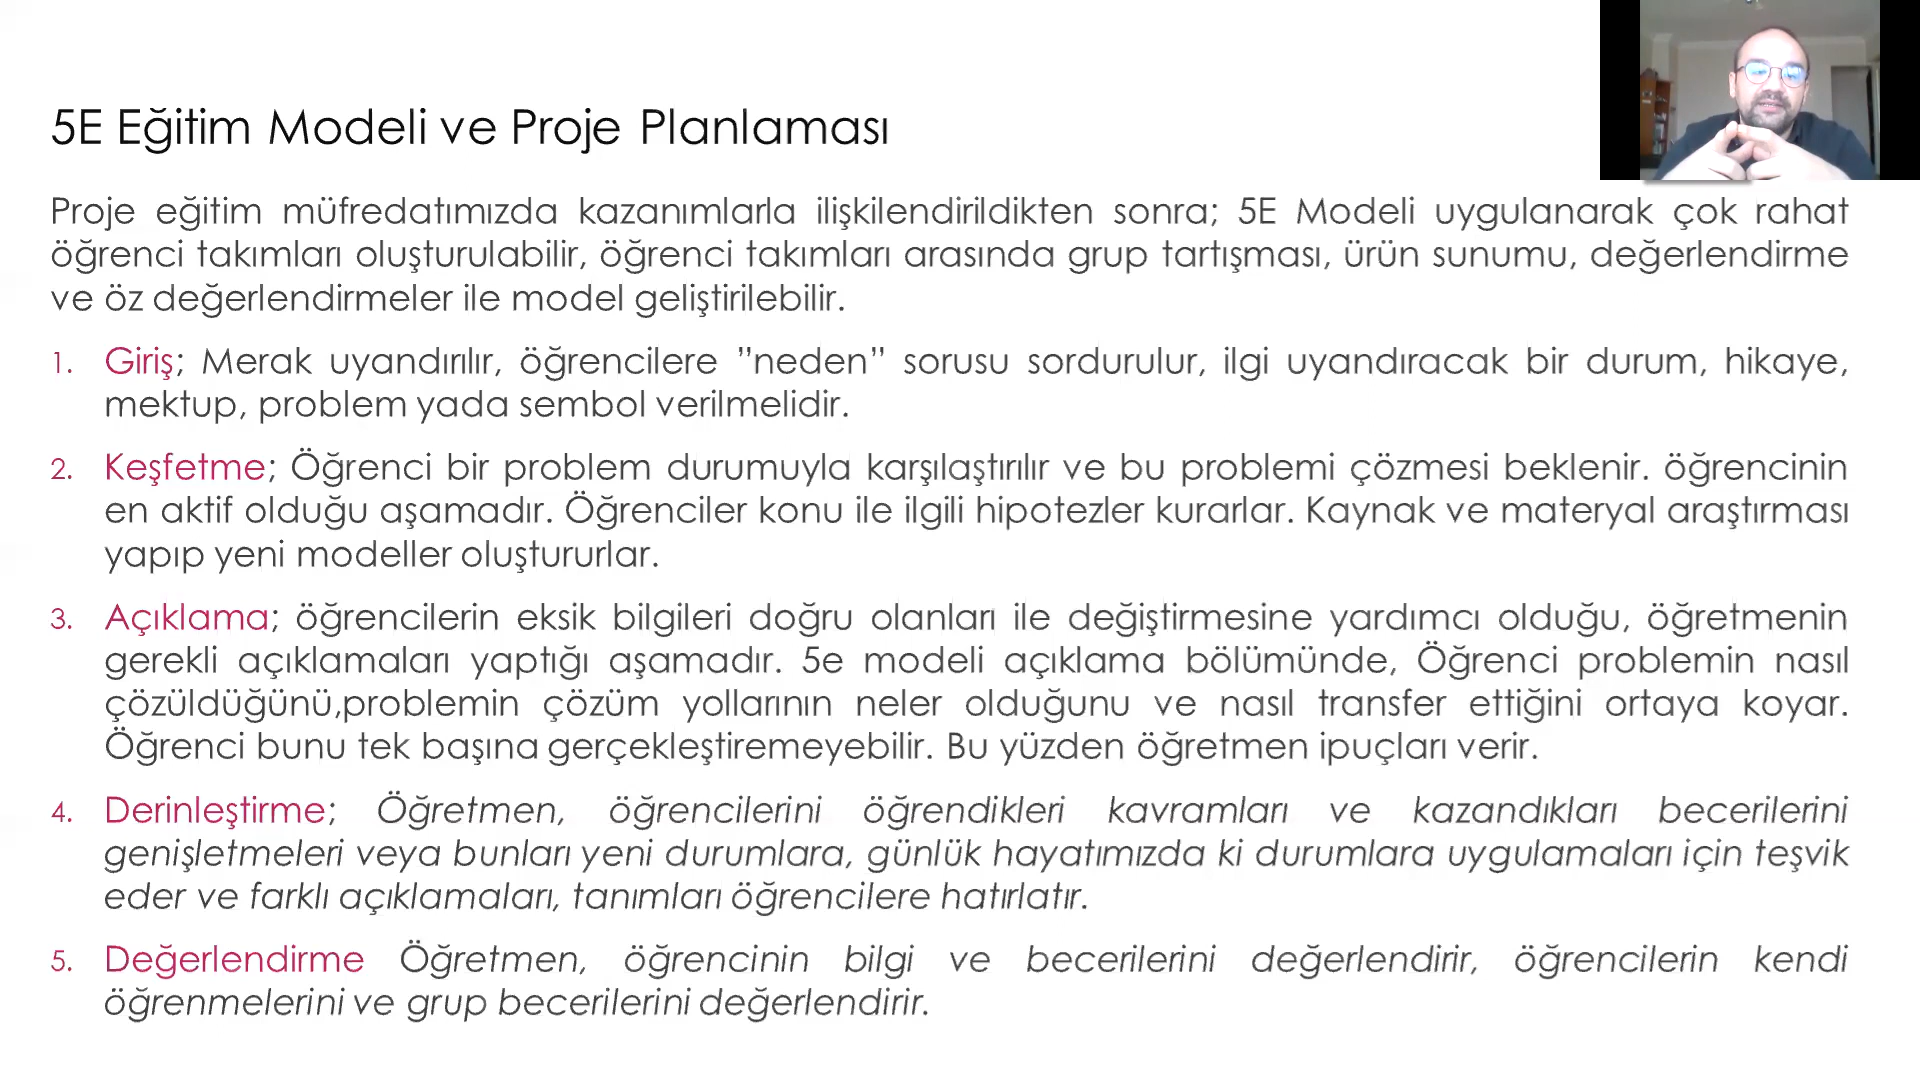 5E Eğitim Modeli ve Proje Planlaması
Proje eğitim müfredatımızda kazanımlarla ilişkilendirildikten sonra; 5E Modeli uygulanarak çok rahat
öğrenci takımları oluşturulabilir, öğrenci takımları arasında grup tartışması, ürün sunumu, değerlendirme
ve öz değerlendirmeler ile model geliştirilebilir.
1. Giriş; Merak uyandırılır, öğrencilere ”neden” sorusu sordurulur, ilgi uyandıracak bir durum, hikaye,
mektup, problem yada sembol verilmelidir.
2. Keşfetme; Öğrenci bir problem durumuyla karşılaştırılır ve bu problemi çözmesi beklenir. öğrencinin
en aktif olduğu aşamadır. Öğrenciler konu ile ilgili hipotezler kurarlar. Kaynak ve materyal araştırması
yapıp yeni modeller oluştururlar.
3. Açıklama; öğrencilerin eksik bilgileri doğru olanları ile değiştirmesine yardımcı olduğu, öğretmenin
gerekli açıklamaları yaptığı aşamadır. 5e modeli açıklama bölümünde, Öğrenci problemin nasıl
çözüldüğünü,problemin çözüm yollarının neler olduğunu ve nasıl transfer ettiğini ortaya koyar.
Öğrenci bunu tek başına gerçekleştiremeyebilir. Bu yüzden öğretmen ipuçları verir.
4. Derinleştirme; Öğretmen, öğrencilerini öğrendikleri kavramları ve kazandıkları becerilerini
genişletmeleri veya bunları yeni durumlara, günlük hayatımızda ki durumlara uygulamaları için teşvik
eder ve farklı açıklamaları, tanımları öğrencilere hatırlatır.
5. Değerlendirme Öğretmen, öğrencinin bilgi ve becerilerini değerlendirir, öğrencilerin kendi
öğrenmelerini ve grup becerilerini değerlendirir.